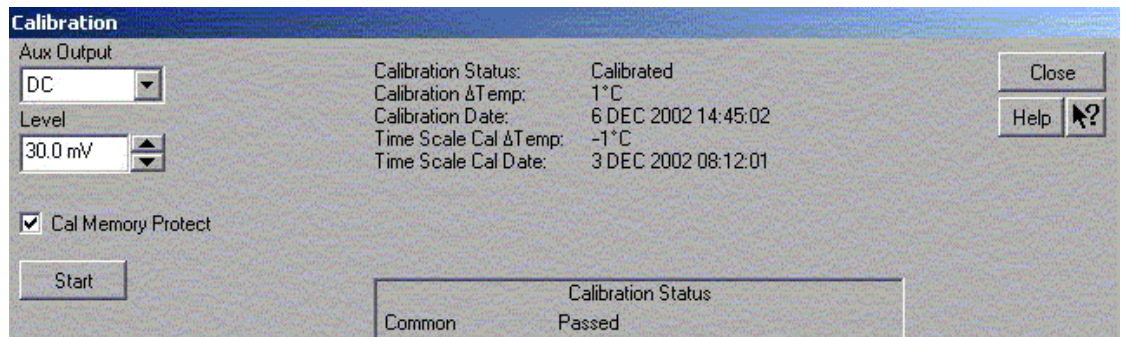 Calibration
Aux Output
DC
Level
30.0 mV
Cal Memory Protect
Start
Calibration Status: Calibrated
Calibration ΔTemp: 1°C
Calibration Date: 6 DEC 2002 14:45:02
Time Scale Cal ΔTemp: -1°C
Time Scale Cal Date: 3 DEC 2002 08:12:01
Close
Help ?
Calibration Status
Common Passed